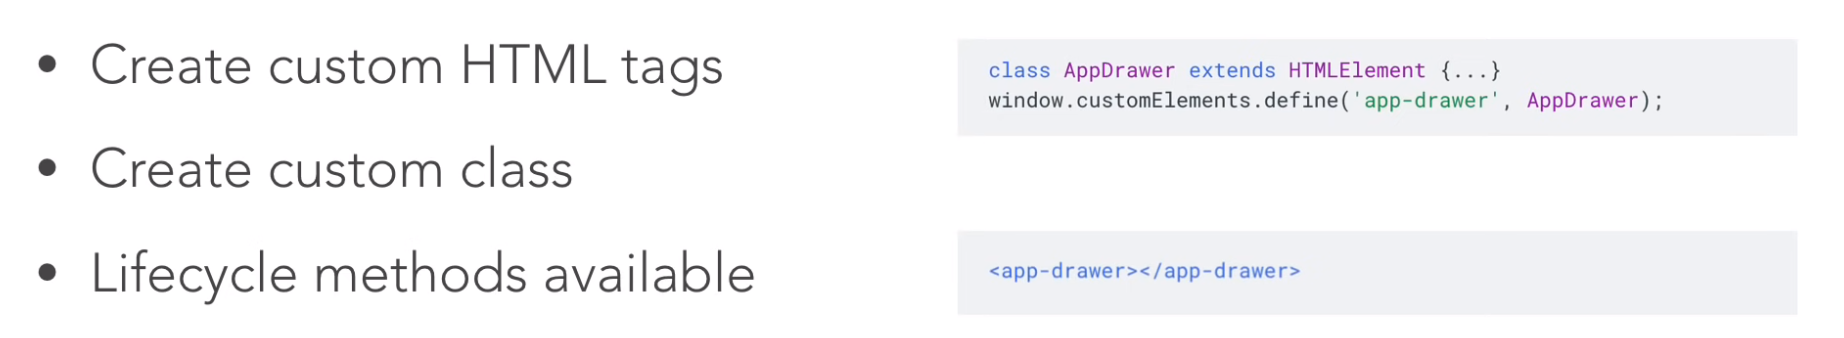 • Create custom HTML tags
• Create custom class
• Lifecycle methods available
class AppDrawer extends HTMLElement {...}
window.customElements.define('app-drawer', AppDrawer);
<app-drawer></app-drawer>